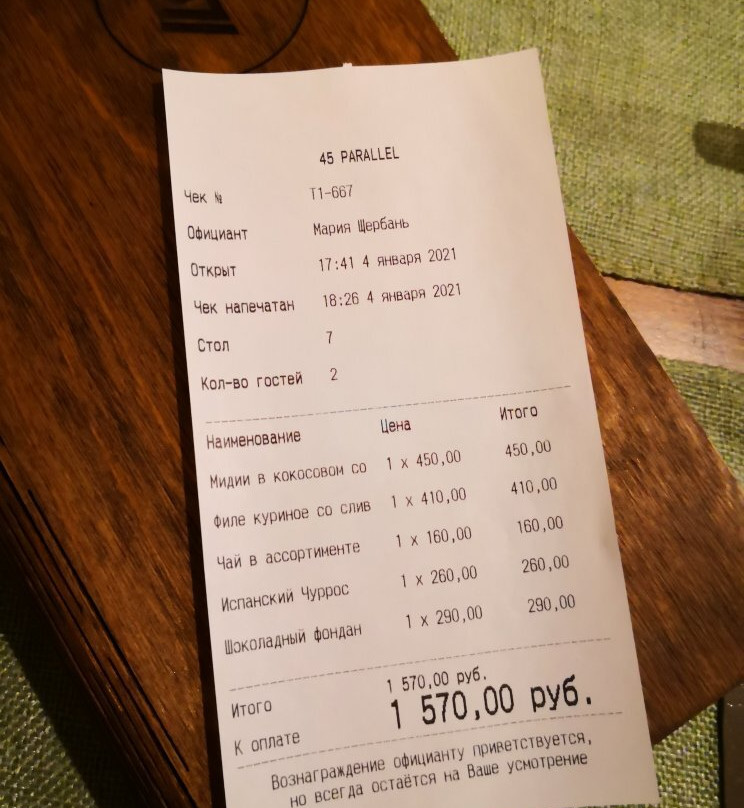 45 PARALLEL
Чек № T1-667
Официант Мария Щербань
Открыт 17:41 4 января 2021
Чек напечатан 18:26 4 января 2021
Стол 7
Кол-во гостей 2
Наименование Цена Итого
Мидии в кокосовом со 1 x 450,00 450,00
Филе куриное со слив 1 x 410,00 410,00
Чай в ассортименте 1 x 160,00 160,00
Испанский Чуррос 1 x 260,00 260,00
Шоколадный фондан 1 x 290,00 290,00
Итого 1 570,00 руб.
К оплате 1 570,00 руб.
Вознаграждение официанту приветствуется,
но всегда остаётся на Ваше усмотрение